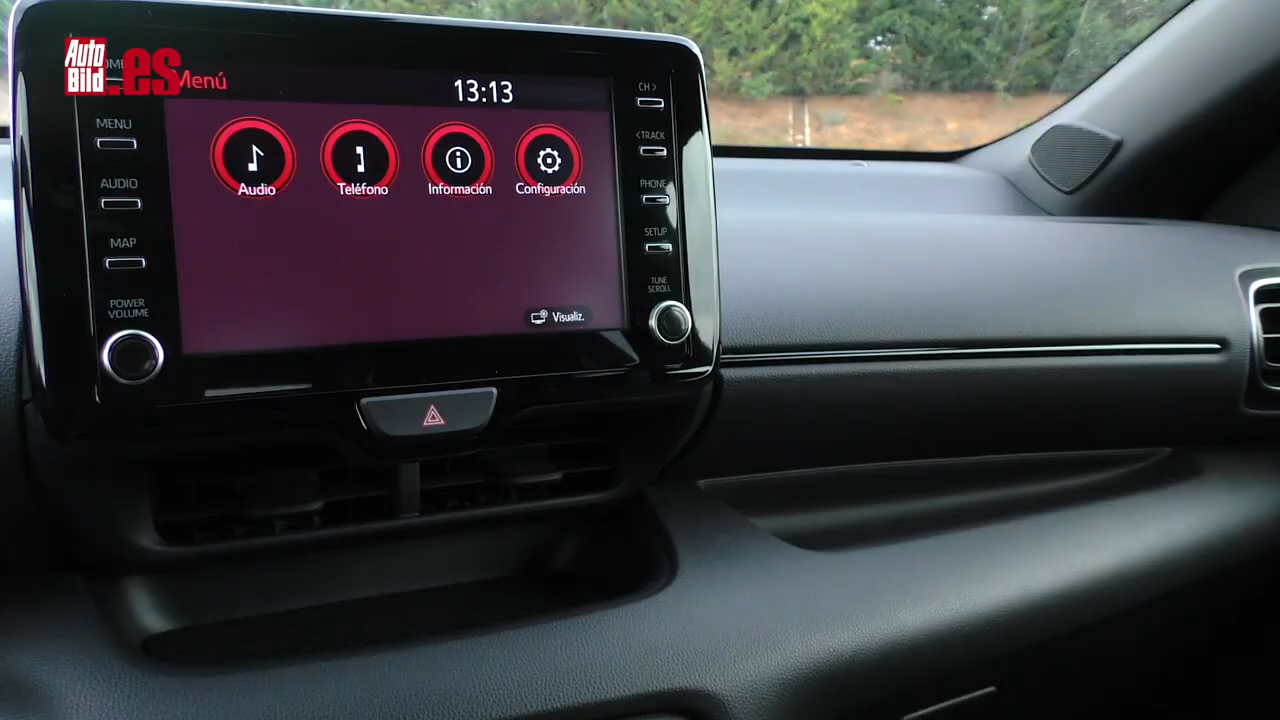 Auto
Bild
.es
Menú
13:13
CH >
MENU
< TRACK
AUDIO
PHONE
MAP
SETUP
POWER
VOLUME
TUNE
SCROLL
Audio
Teléfono
Información
Configuración
Visualiz.